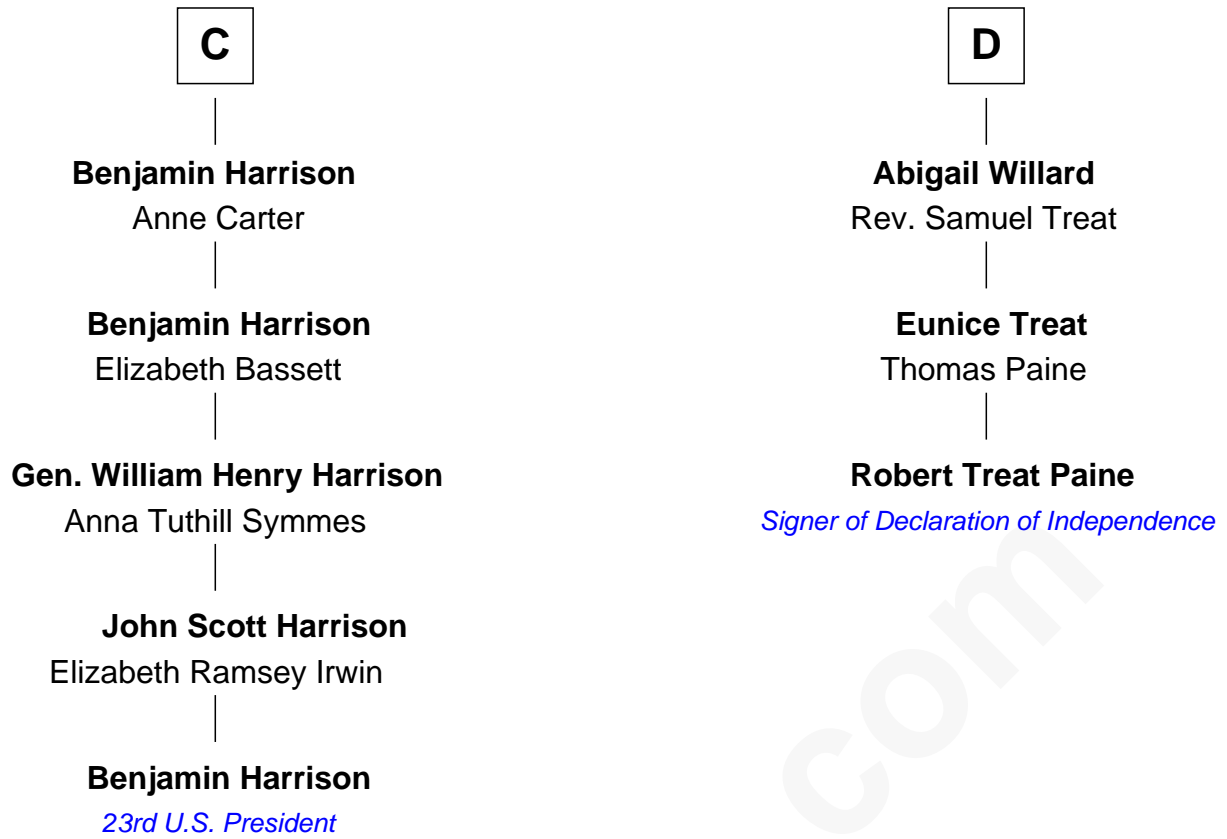 C
Benjamin Harrison
Anne Carter
Benjamin Harrison
Elizabeth Bassett
Gen. William Henry Harrison
Anna Tuthill Symmes
John Scott Harrison
Elizabeth Ramsey Irwin
Benjamin Harrison
23rd U.S. President
D
Abigail Willard
Rev. Samuel Treat
Eunice Treat
Thomas Paine
Robert Treat Paine
Signer of Declaration of Independence
com